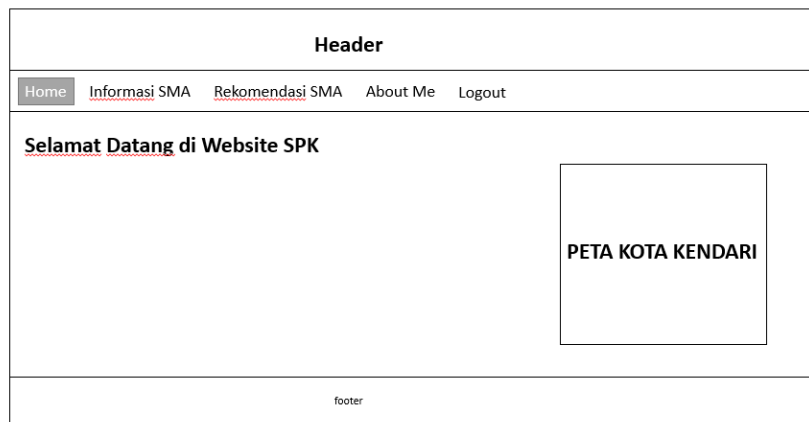 Header
Home Informasi SMA Rekomendasi SMA About Me Logout
Selamat Datang di Website SPK
PETA KOTA KENDARI
footer